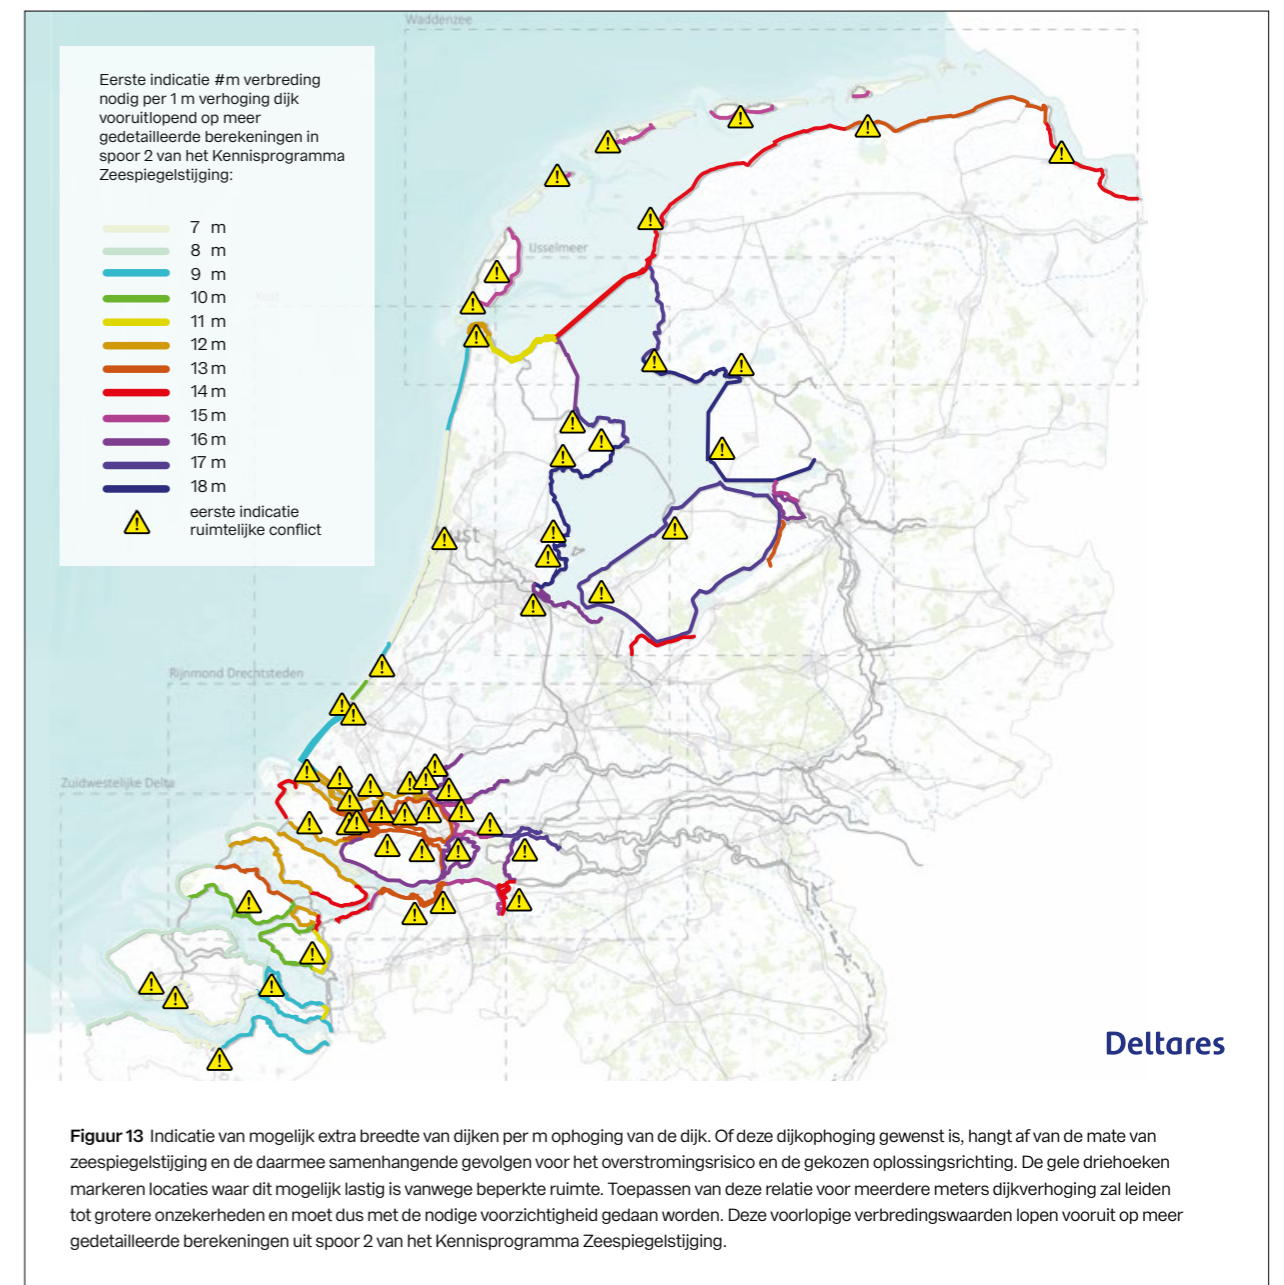 Waddenzee
Eerste indicatie #m verbreding
nodig per 1 m verhoging dijk
vooruitlopend op meer
gedetailleerde berekeningen in
spoor 2 van het Kennisprogramma
Zeespiegelstijging:
7 m
8 m
9 m
10 m
11 m
12 m
13 m
14 m
15 m
16 m
17 m
18 m
eerste indicatie
ruimtelijke conflict
IJsselmeer
Kust
Rijnmond Drechtsteden
Zuidwestelijke Delta
Deltares
Figuur 13 Indicatie van mogelijk extra breedte van dijken per m ophoging van de dijk. Of deze dijkophoging gewenst is, hangt af van de mate van
zeespiegelstijging en de daarmee samenhangende gevolgen voor het overstromingsrisico en de gekozen oplossingsrichting. De gele driehoeken
markeren locaties waar dit mogelijk lastig is vanwege beperkte ruimte. Toepassen van deze relatie voor meerdere meters dijkverhoging zal leiden
tot grotere onzekerheden en moet dus met de nodige voorzichtigheid gedaan worden. Deze voorlopige verbredingswaarden lopen vooruit op meer
gedetailleerde berekeningen uit spoor 2 van het Kennisprogramma Zeespiegelstijging.